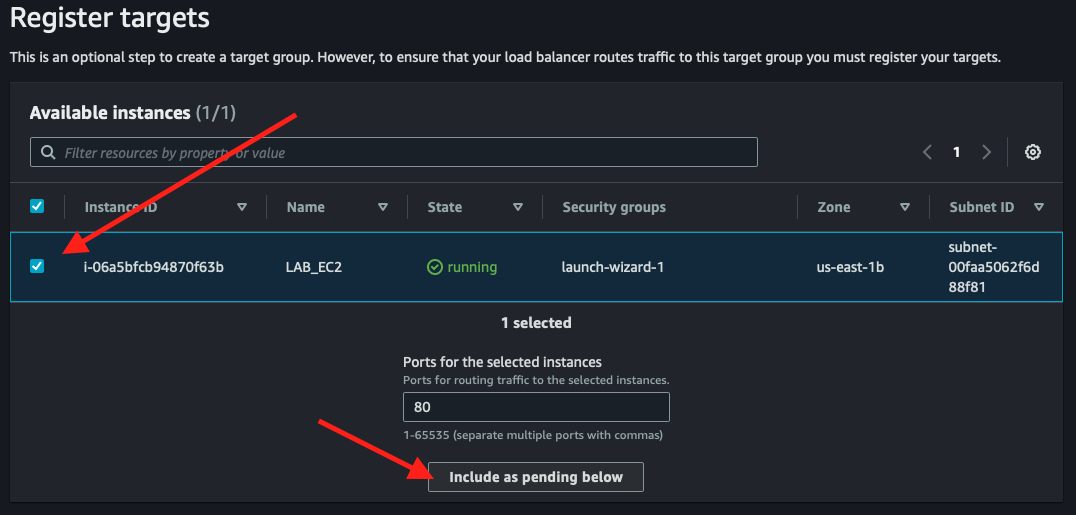 Register targets
This is an optional step to create a target group. However, to ensure that your load balancer routes traffic to this target group you must register your targets.
Available instances (1/1)
Filter resources by property or value
1
Instance ID Name State Security groups Zone Subnet ID
i-06a5bfcb94870f63b LAB_EC2 running launch-wizard-1 us-east-1b subnet-
00faa5062f6d
88f81
1 selected
Ports for the selected instances
Ports for routing traffic to the selected instances.
80
1-65535 (separate multiple ports with commas)
Include as pending below